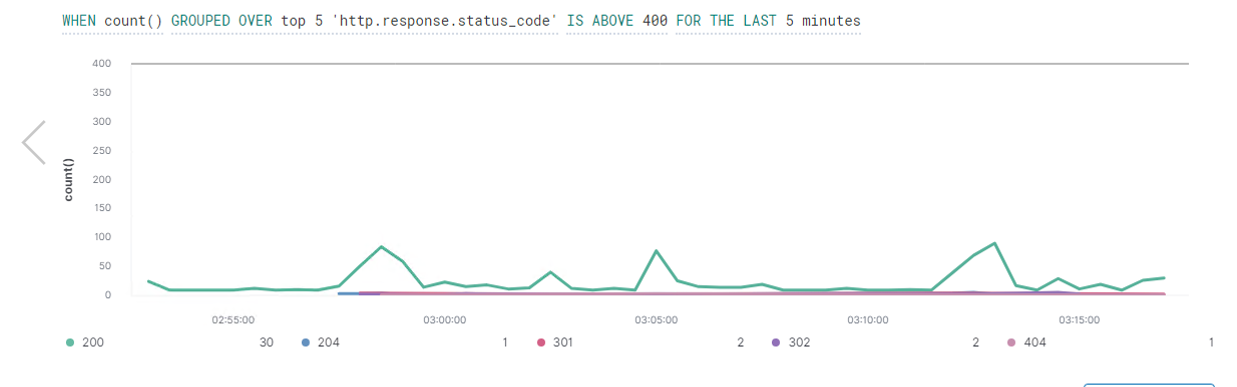 WHEN count() GROUPED OVER top 5 'http.response.status_code' IS ABOVE 400 FOR THE LAST 5 minutes
400
350
300
250
200
150
100
50
0
count()
02:55:00 03:00:00 03:05:00 03:10:00 03:15:00
200 30 204 1 301 2 302 2 404 1